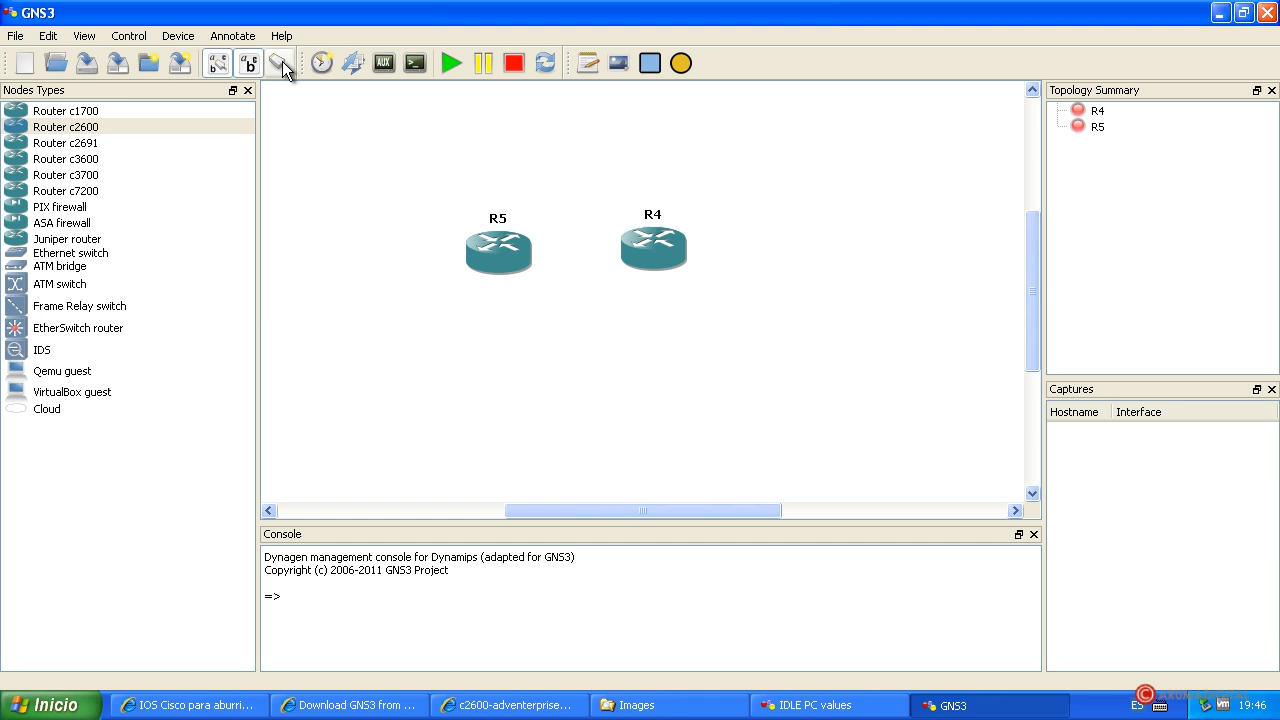 GNS3
File Edit View Control Device Annotate Help
AUX
Nodes Types
Router c1700
Router c2600
Router c2691
Router c3600
Router c3700
Router c7200
PIX firewall
ASA firewall
Juniper router
Ethernet switch
ATM bridge
ATM switch
Frame Relay switch
EtherSwitch router
IDS
Qemu guest
VirtualBox guest
Cloud
R5
R4
Console
Dynagen management console for Dynamips (adapted for GNS3)
Copyright (c) 2006-2011 GNS3 Project
=>
Topology Summary
R4
R5
Captures
Hostname Interface
Inicio
IOS Cisco para aburri...
Download GNS3 from ...
c2600-adventerprise...
Images
IDLE PC values
GNS3
ES
19:46